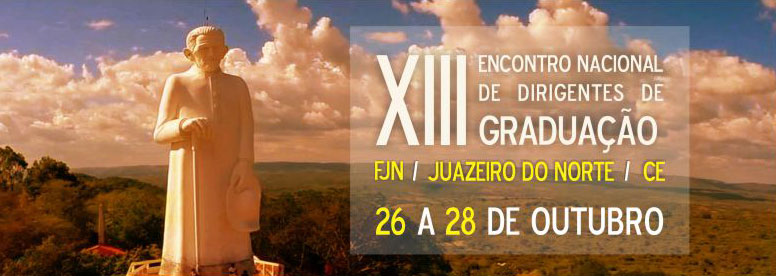 XIII ENCONTRO NACIONAL
DE DIRIGENTES DE
GRADUAÇÃO
FJN / JUAZEIRO DO NORTE / CE
26 A 28 DE OUTUBRO